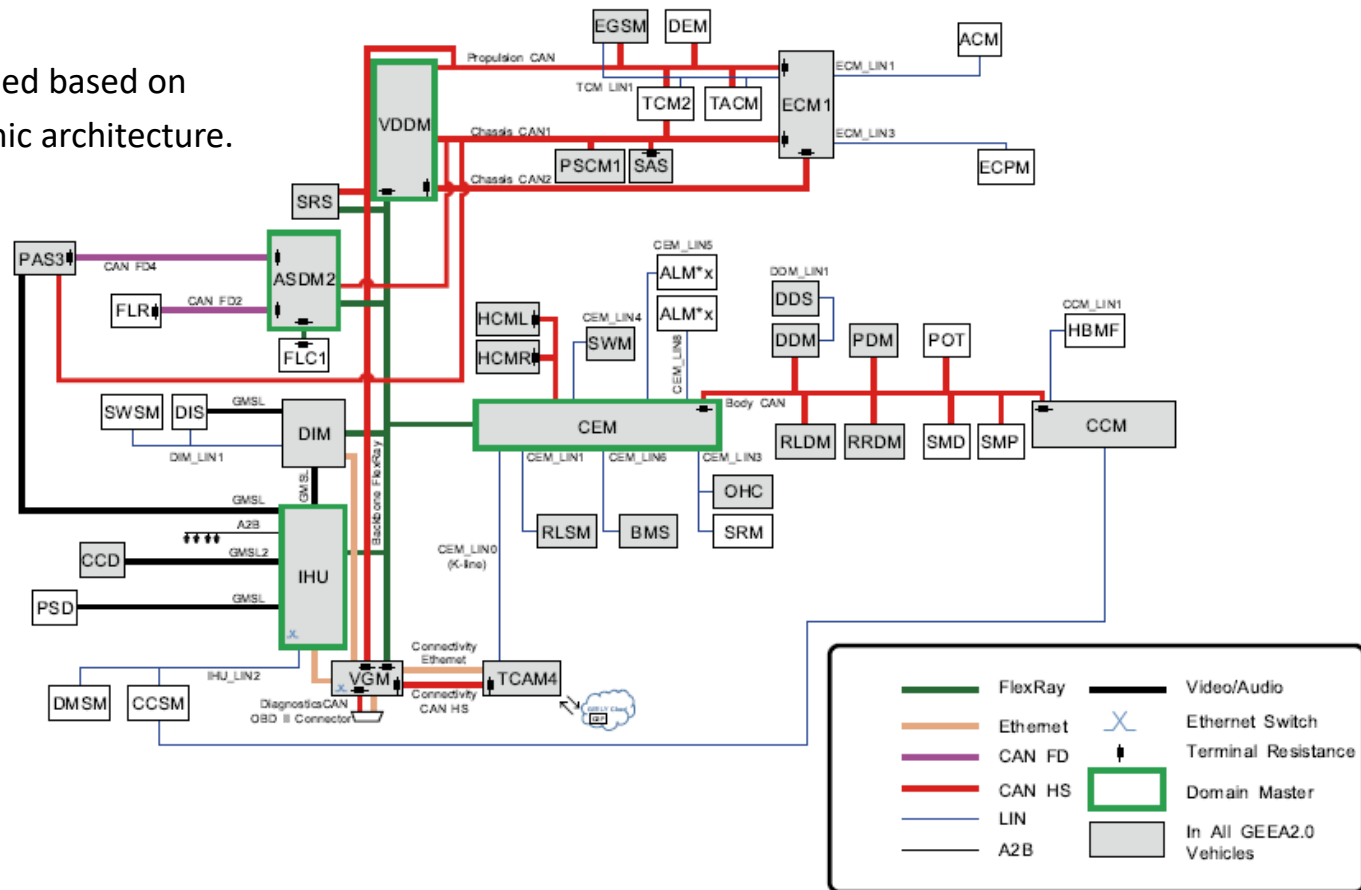 ed based on
ic architecture.
EGSM
DEM
ACM
Propulsion CAN
ECM_LIN1
TCM LIN1
TCM2
TACM
ECM1
VDDM
Chassis CAN1
ECM_LIN3
PSCM1
SAS
ECPM
Chassis CAN2
SRS
PAS3
CAN FD4
ASDM2
CEM_LIN5
ALM*x
DDM_LIN1
FLR
CAN FD2
DDS
CCM_LIN1
HCML
CEM_LIN4
ALM*x
HBMF
SWM
DDM
PDM
POT
FLC1
HCMR
CEM_LIN8
SWSM
DIS
GMSL
Body CAN
DIM
CEM
CCM
RLDM
RRDM
SMD
SMP
DIM_LIN1
Backbone FlexRay
CEM_LIN1
CEM_LIN6
CEM_LIN3
GMSL
OHC
GMSL
A2B
RLSM
BMS
SRM
CCD
GMSL2
CEM_LIN0
(K-line)
IHU
PSD
GMSL
Connectivity
Ethernet
IHU_LIN2
VGM
TCAM4
DMSM
CCSM
Connectivity
CAN HS
DiagnosticsCAN
OBD II Connector
FlexRay
Video/Audio
Ethernet
Ethernet Switch
CAN FD
Terminal Resistance
CAN HS
Domain Master
LIN
In All GEEA2.0
Vehicles
A2B